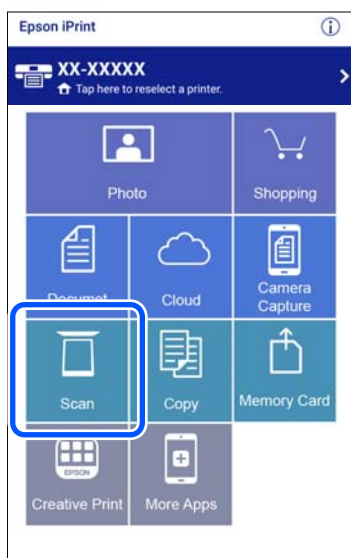 Epson iPrint
XX-XXXXX
Tap here to reselect a printer.
Photo
Shopping
Documet
Cloud
Camera
Capture
Scan
Copy
Memory Card
EPSON
Creative Print
More Apps